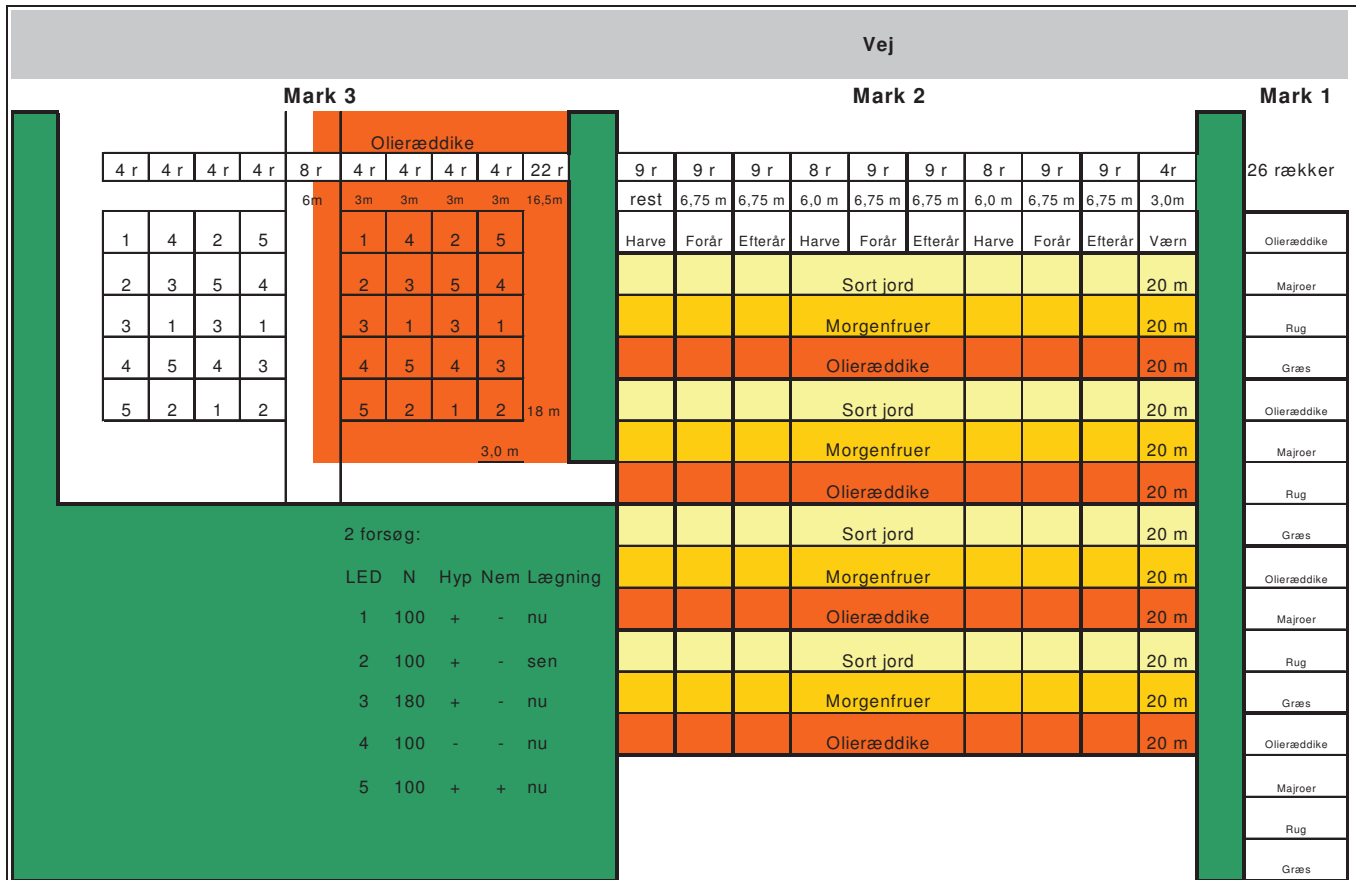 Vej
Mark 3 Mark 2 Mark 1
Olieræddike
4 r 4 r 4 r 4 r 8 r 4 r 4 r 4 r 4 r 22 r 9 r 9 r 9 r 8 r 9 r 9 r 8 r 9 r 9 r 4r 26 rækker
6m 3m 3m 3m 3m 16,5m rest 6,75 m 6,75 m 6,0 m 6,75 m 6,75 m 6,0 m 6,75 m 6,75 m 3,0m
1 4 2 5 1 4 2 5 Harve Forår Efterår Harve Forår Efterår Harve Forår Efterår Værn Olieræddike
2 3 5 4 2 3 5 4 Sort jord 20 m Majroer
3 1 3 1 3 1 3 1 Morgenfruer 20 m Rug
4 5 4 3 4 5 4 3 Olieræddike 20 m Græs
5 2 1 2 5 2 1 2 18 m Sort jord 20 m Olieræddike
3,0 m Morgenfruer 20 m Majroer
Olieræddike 20 m Rug
2 forsøg: Sort jord 20 m Græs
LED N Hyp Nem Lægning Morgenfruer 20 m Olieræddike
1 100 + - nu Olieræddike 20 m Majroer
2 100 + - sen Sort jord 20 m Rug
3 180 + - nu Morgenfruer 20 m Græs
4 100 - - nu Olieræddike 20 m Olieræddike
5 100 + + nu Majroer
Rug
Græs